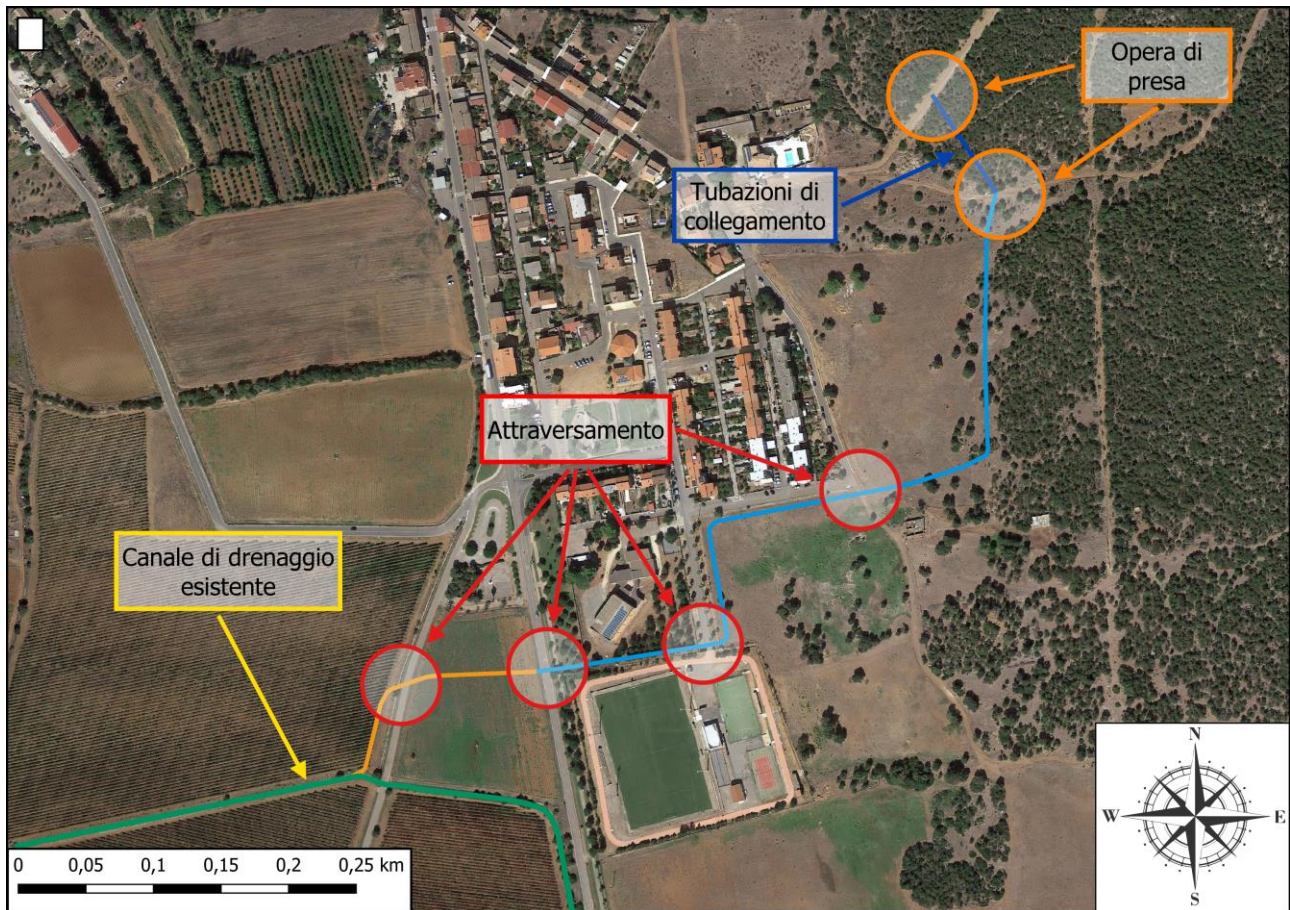 Opera di
presa
Tubazioni di
collegamento
Attraversamento
Canale di drenaggio
esistente
N
W
E
S
0 0,05 0,1 0,15 0,2 0,25 km